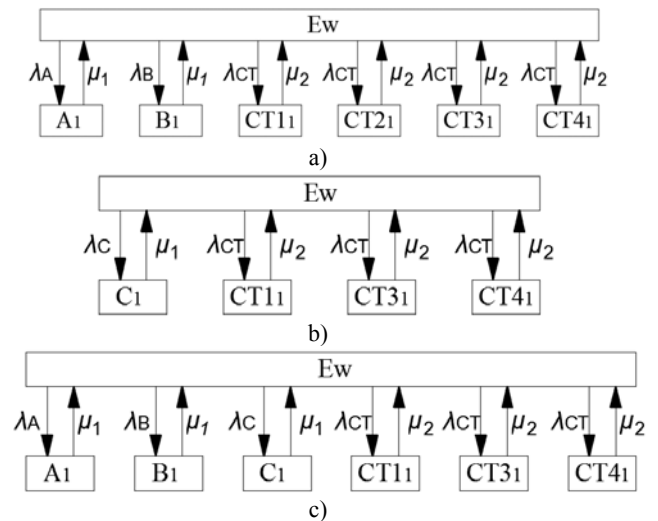 Ew
λA μ1 λB μ1 λCT μ2 λCT μ2 λCT μ2 λCT μ2
A1 B1 CT11 CT21 CT31 CT41
a)
Ew
λC μ1 λCT μ2 λCT μ2 λCT μ2
C1 CT11 CT31 CT41
b)
Ew
λA μ1 λB μ1 λC μ1 λCT μ2 λCT μ2 λCT μ2
A1 B1 C1 CT11 CT31 CT41
c)